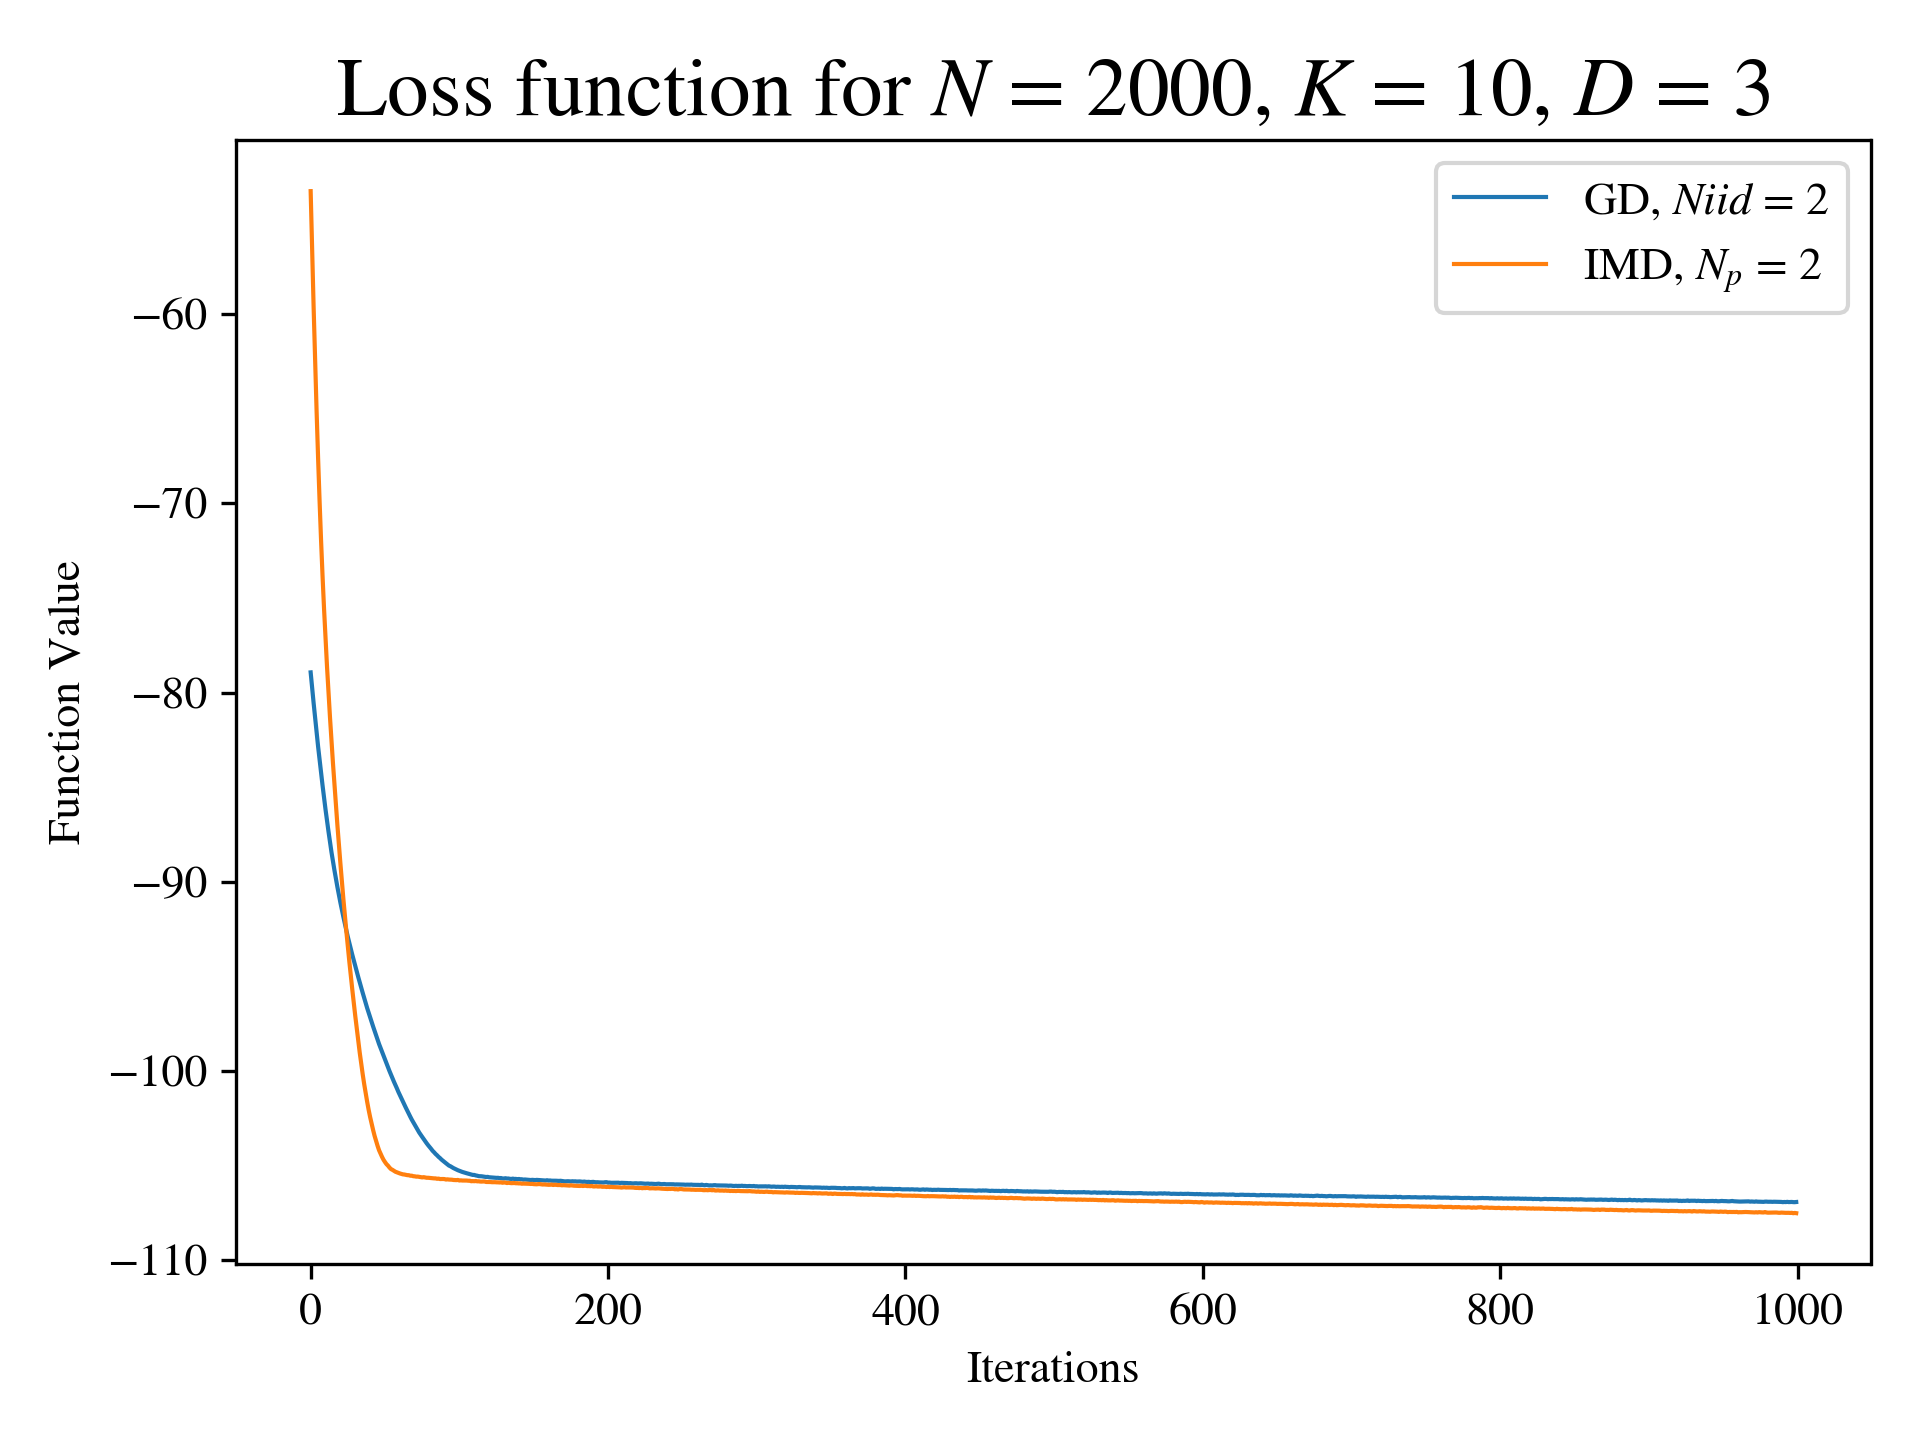 Loss function for N = 2000, K = 10, D = 3
GD, Niid = 2
IMD, Nₚ = 2
Function Value
−60
−70
−80
−90
−100
−110
0 200 400 600 800 1000
Iterations